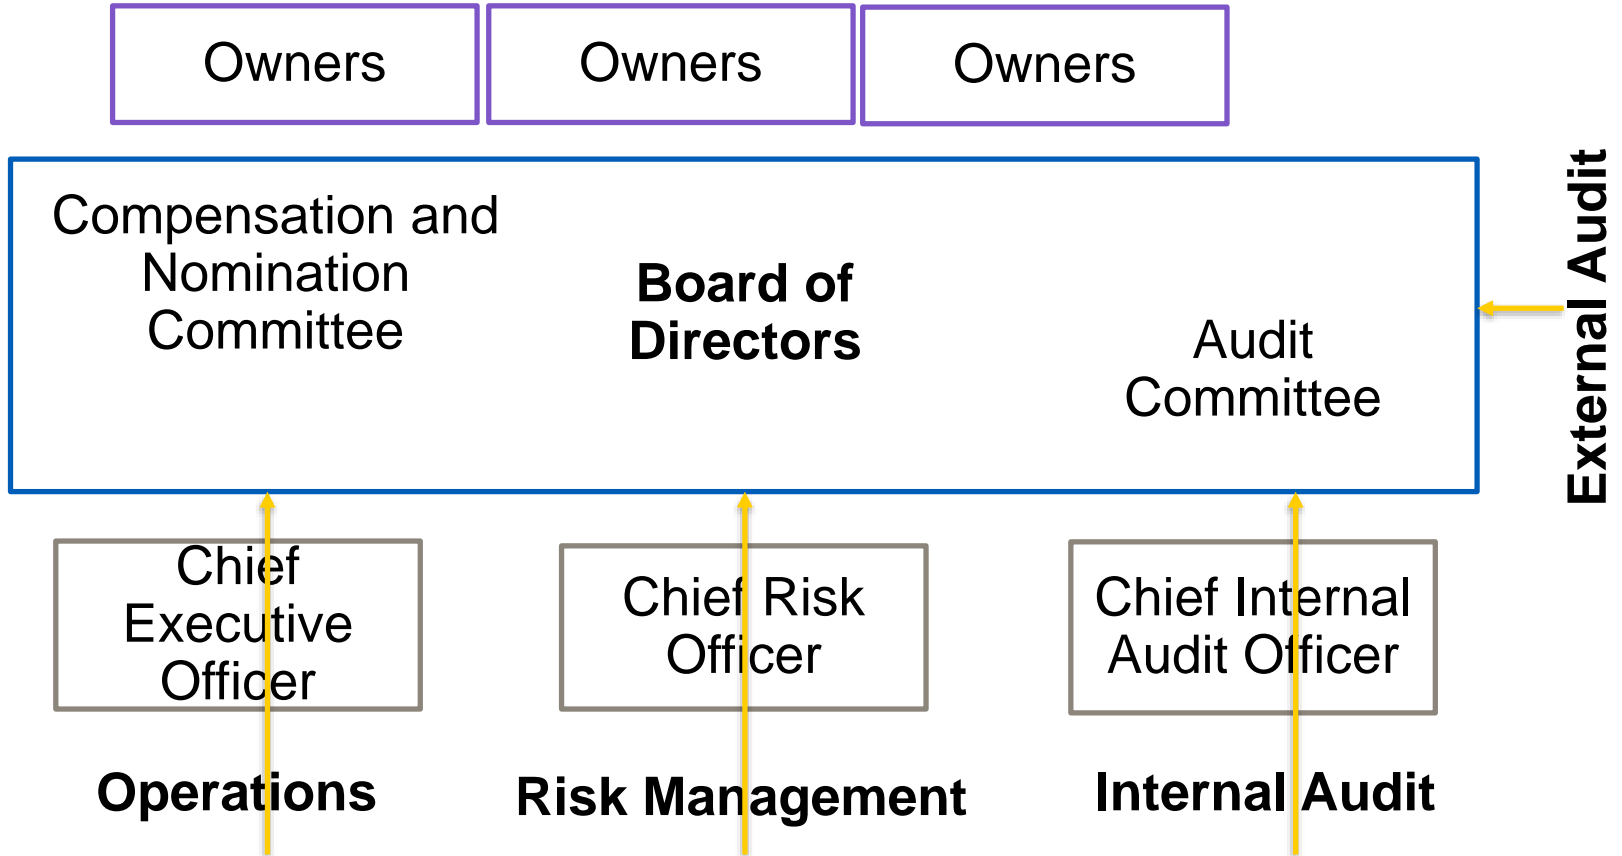 Owners
Owners
Owners
Compensation and
Nomination
Committee
Board of
Directors
Audit
Committee
External Audit
Chief
Executive
Officer
Chief Risk
Officer
Chief Internal
Audit Officer
Operations
Risk Management
Internal Audit